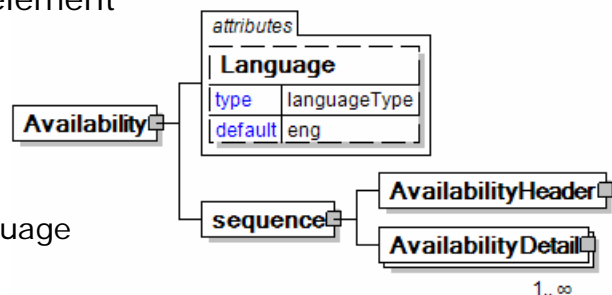 element
attributes
Language
type languageType
default eng
Availability
AvailabilityHeader
sequence
uage
AvailabilityDetail
1..∞